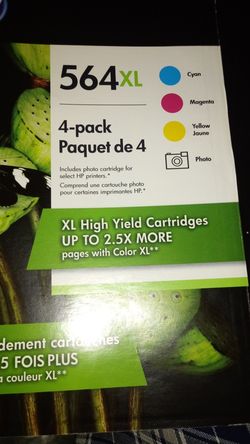 564XL
Cyan
Magenta
Yellow
Jaune
Photo
4-pack
Paquet de 4
Includes photo cartridge for
select HP printers.*
Comprend une cartouche photo
pour certaines imprimantes HP.*
XL High Yield Cartridges
UP TO 2.5X MORE
pages with Color XL**
dement cartouches
5 FOIS PLUS
a couleur XL**